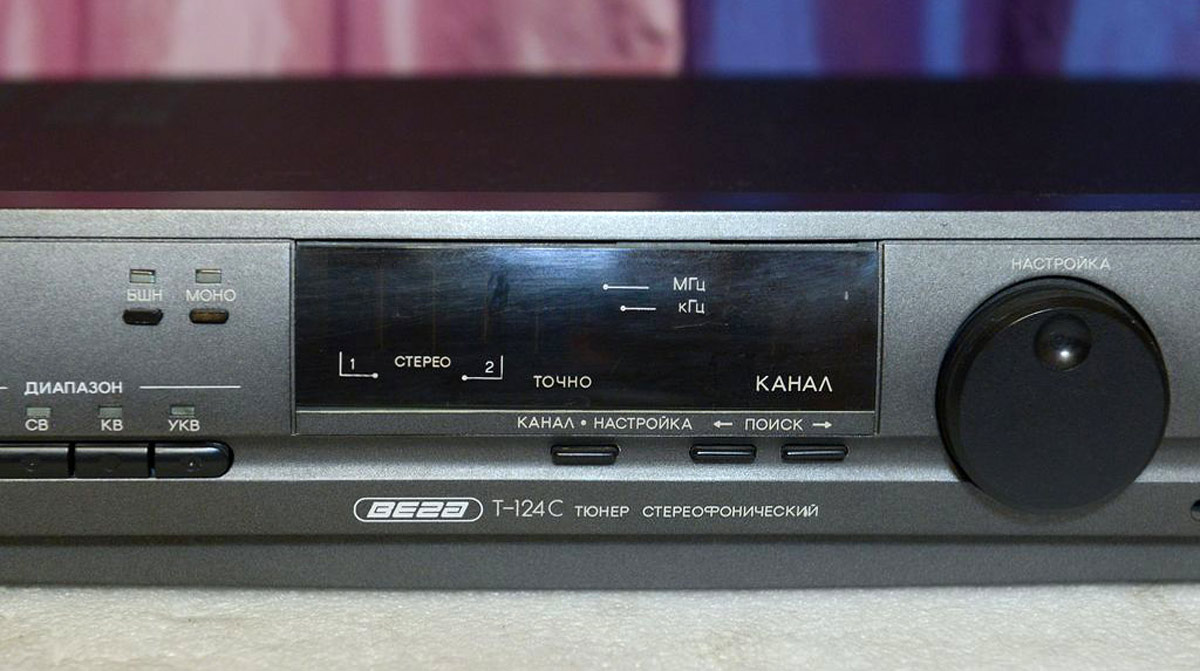 БШН МОНО
ДИАПАЗОН
СВ КВ УКВ
МГц
кГц
1 СТЕРЕО 2
ТОЧНО
КАНАЛ
КАНАЛ • НАСТРОЙКА ← ПОИСК →
НАСТРОЙКА
ВЕГА Т-124С ТЮНЕР СТЕРЕОФОНИЧЕСКИЙ